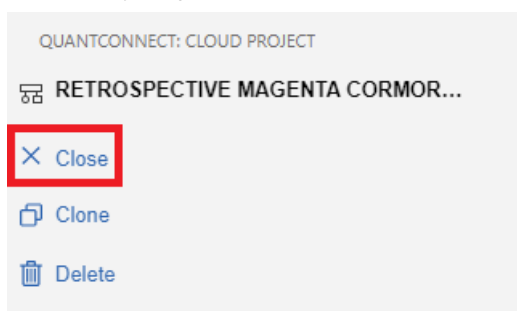 QUANTCONNECT: CLOUD PROJECT
RETROSPECTIVE MAGENTA CORMOR...
Close
Clone
Delete